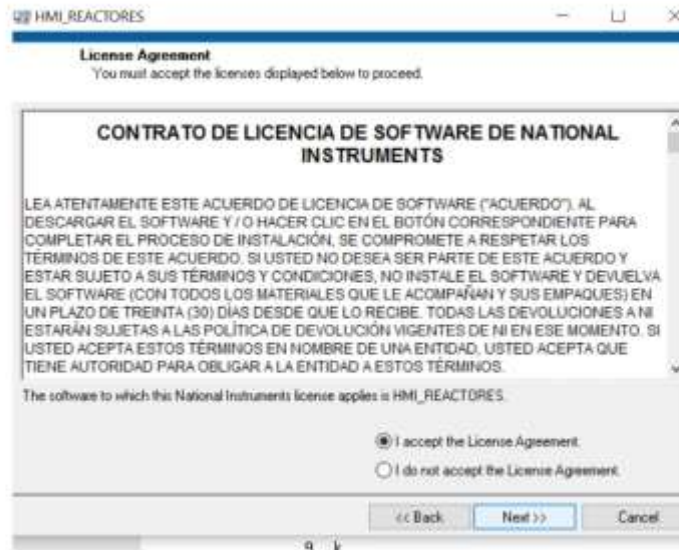 HMI_REACTORES
License Agreement
You must accept the licenses displayed below to proceed.
CONTRATO DE LICENCIA DE SOFTWARE DE NATIONAL
INSTRUMENTS
LEA ATENTAMENTE ESTE ACUERDO DE LICENCIA DE SOFTWARE ("ACUERDO"). AL
DESCARGAR EL SOFTWARE Y / O HACER CLIC EN EL BOTÓN CORRESPONDIENTE PARA
COMPLETAR EL PROCESO DE INSTALACIÓN, SE COMPROMETE A RESPETAR LOS
TÉRMINOS DE ESTE ACUERDO. SI USTED NO DESEA SER PARTE DE ESTE ACUERDO Y
ESTAR SUJETO A SUS TÉRMINOS Y CONDICIONES, NO INSTALE EL SOFTWARE Y DEVUELVA
EL SOFTWARE (CON TODOS LOS MATERIALES QUE LE ACOMPAÑAN Y SUS EMPAQUES) EN
UN PLAZO DE TREINTA (30) DÍAS DESDE QUE LO RECIBE. TODAS LAS DEVOLUCIONES A NI
ESTARÁN SUJETAS A LAS POLÍTICA DE DEVOLUCIÓN VIGENTES DE NI EN ESE MOMENTO. SI
USTED ACEPTA ESTOS TÉRMINOS EN NOMBRE DE UNA ENTIDAD, USTED ACEPTA QUE
TIENE AUTORIDAD PARA OBLIGAR A LA ENTIDAD A ESTOS TÉRMINOS.
The software to which this National Instruments license applies is HMI_REACTORES.
I accept the License Agreement.
I do not accept the License Agreement.
<< Back
Next >>
Cancel